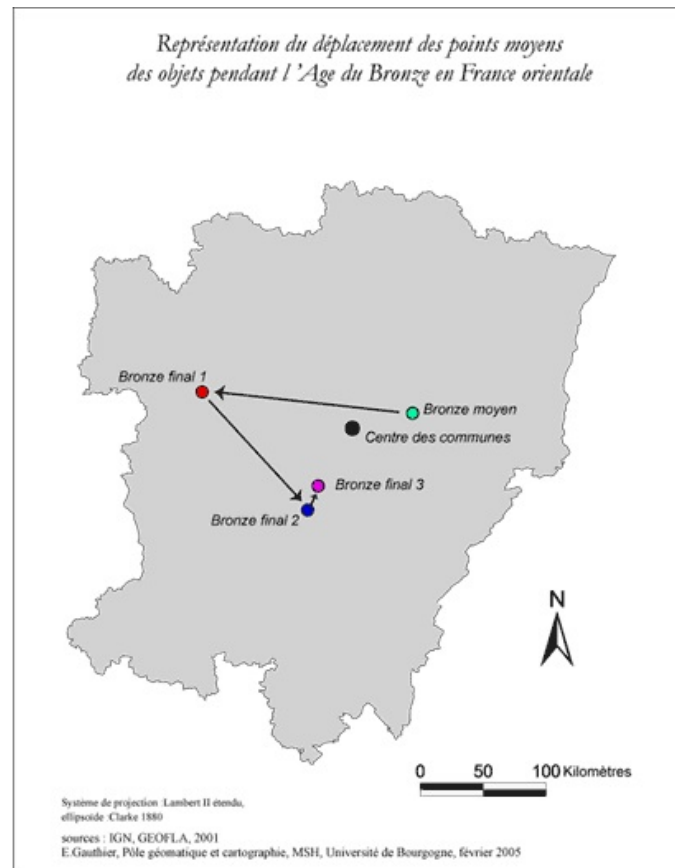 Représentation du déplacement des points moyens
des objets pendant l 'Age du Bronze en France orientale
Bronze final 1
Bronze moyen
Centre des communes
Bronze final 3
Bronze final 2
N
0 50 100 Kilomètres
Système de projection :Lambert II étendu,
ellipsoide :Clarke 1880
sources : IGN, GEOFLA, 2001
E.Gauthier, Pôle géomatique et cartographie, MSH, Université de Bourgogne, février 2005